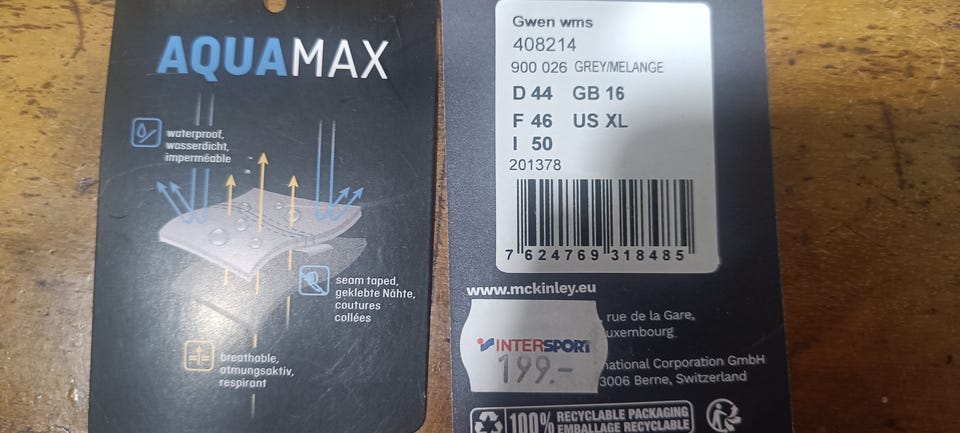 AQUAMAX
waterproof,
wasserdicht,
imperméable
seam taped,
geklebte Nähte,
coutures
collées
breathable,
atmungsaktiv,
respirant
Gwen wms
408214
900 026 GREY/MELANGE
D 44 GB 16
F 46 US XL
I 50
201378
7 624769 318485
www.mckinley.eu
, rue de la Gare,
uxembourg
INTERSPORT
199.-
national Corporation GmbH
3006 Berne, Switzerland
100% RECYCLABLE PACKAGING
EMBALLAGE RECYCLABLE